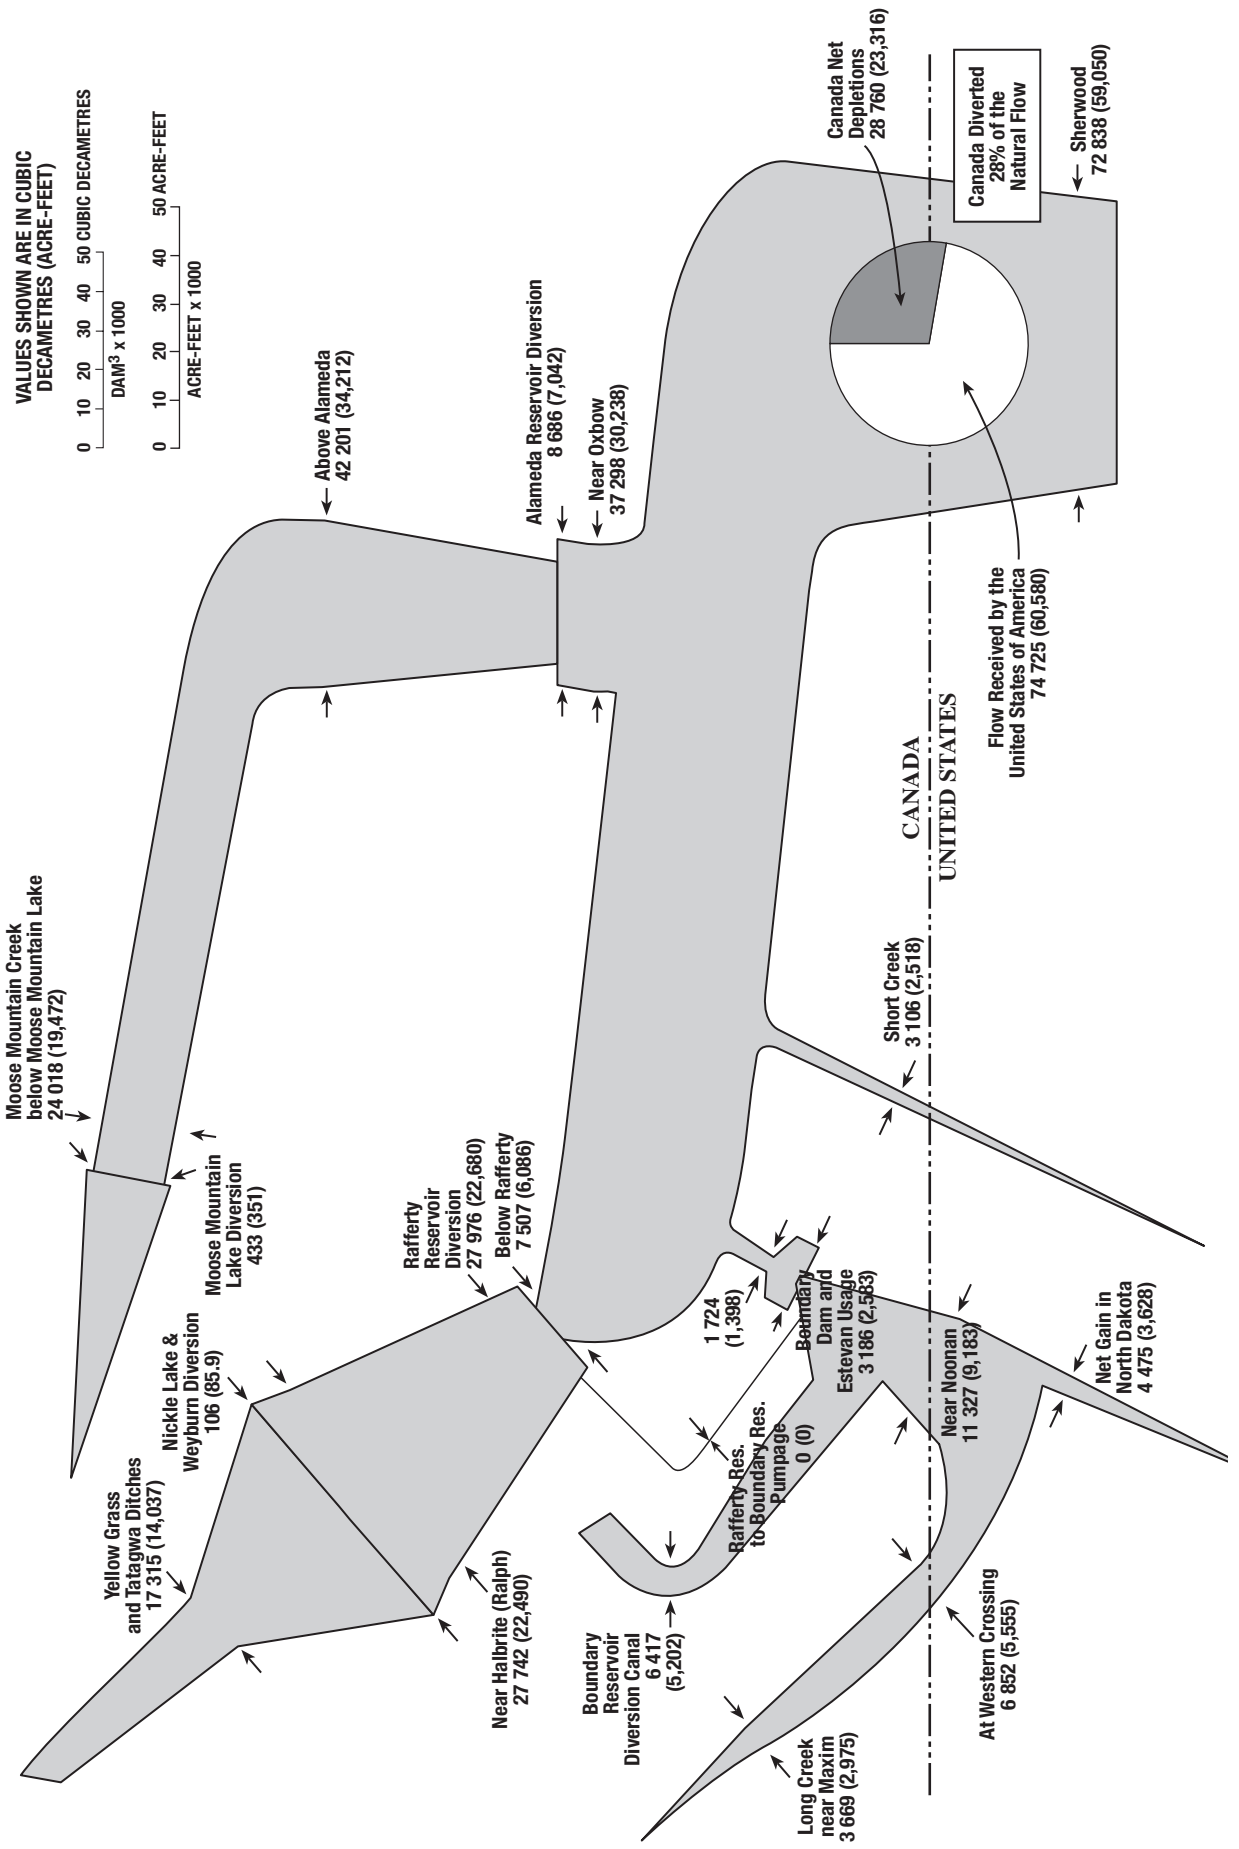 VALUES SHOWN ARE IN CUBIC
DECAMETRES (ACRE-FEET)
0 10 20 30 40 50 CUBIC DECAMETRES
DAM³ x 1000
0 10 20 30 40 50 ACRE-FEET
ACRE-FEET x 1000
Moose Mountain Creek
below Moose Mountain Lake
24 018 (19,472)
Moose Mountain
Lake Diversion
433 (351)
Above Alameda
42 201 (34,212)
Alameda Reservoir Diversion
8 686 (7,042)
Near Oxbow
37 298 (30,238)
Yellow Grass
and Tatagwa Ditches
17 315 (14,037)
Nickle Lake &
Weyburn Diversion
106 (85.9)
Rafferty
Reservoir
Diversion
27 976 (22,680)
Below Rafferty
7 507 (6,086)
Near Halbrite (Ralph)
27 742 (22,490)
Boundary
Reservoir
Diversion Canal
6 417
(5,202)
Rafferty Res.
to Boundary Res.
Pumpage
0 (0)
1 724
(1,398)
Boundary
Dam and
Estevan Usage
3 186 (2,583)
Long Creek
near Maxim
3 669 (2,975)
At Western Crossing
6 852 (5,555)
Near Noonan
11 327 (9,183)
Net Gain in
North Dakota
4 475 (3,628)
Short Creek
3 106 (2,518)
CANADA
UNITED STATES
Flow Received by the
United States of America
74 725 (60,580)
Canada Net
Depletions
28 760 (23,316)
Canada Diverted
28% of the
Natural Flow
Sherwood
72 838 (59,050)